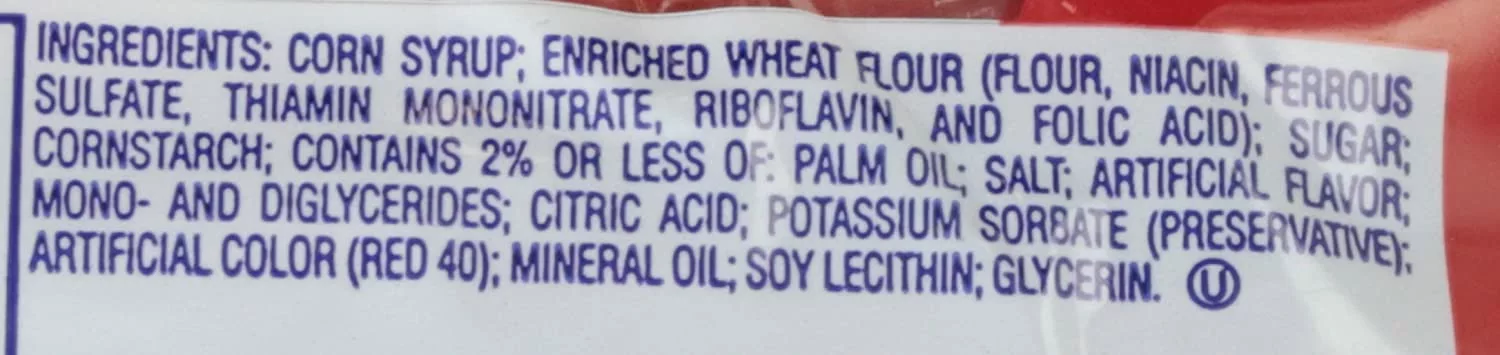 INGREDIENTS: CORN SYRUP; ENRICHED WHEAT FLOUR (FLOUR, NIACIN, FERROUS
SULFATE, THIAMIN MONONITRATE, RIBOFLAVIN, AND FOLIC ACID); SUGAR;
CORNSTARCH; CONTAINS 2% OR LESS OF: PALM OIL; SALT; ARTIFICIAL FLAVOR;
MONO- AND DIGLYCERIDES; CITRIC ACID; POTASSIUM SORBATE (PRESERVATIVE);
ARTIFICIAL COLOR (RED 40); MINERAL OIL; SOY LECITHIN; GLYCERIN. U